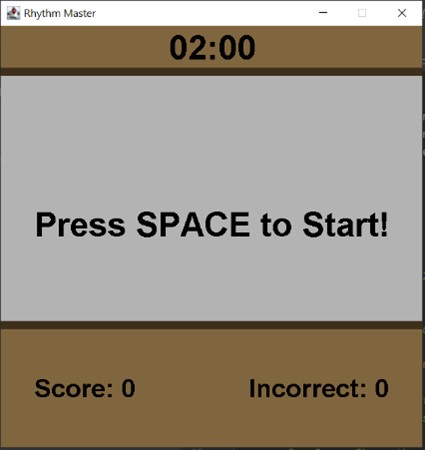 Rhythm Master
02:00
Press SPACE to Start!
Score: 0
Incorrect: 0